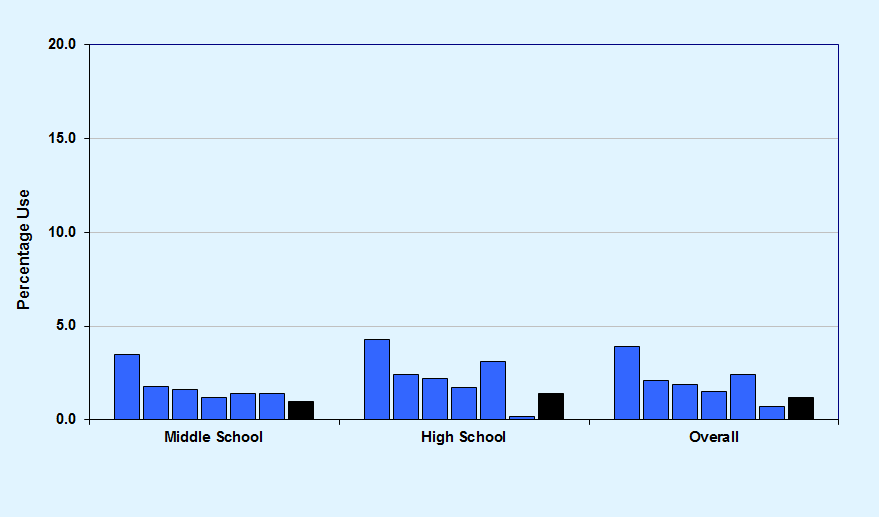 20.0
15.0
10.0
5.0
0.0
Percentage Use
Middle School
High School
Overall